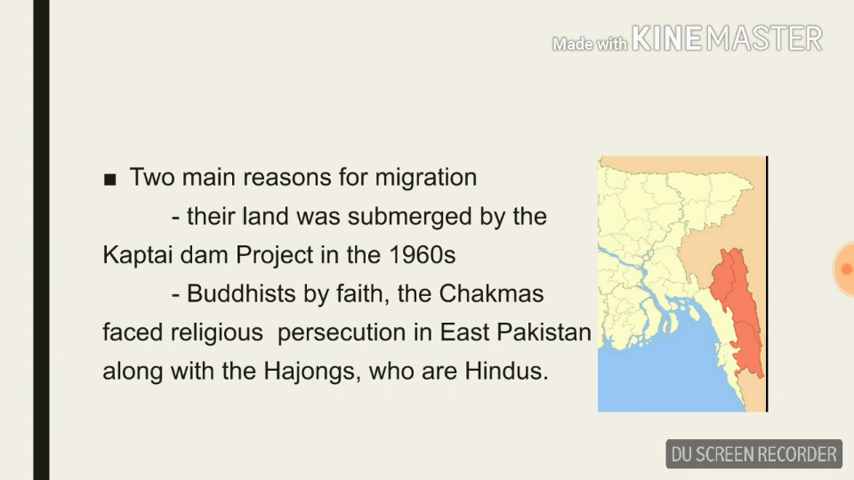 Made with KINEMASTER
■ Two main reasons for migration
- their land was submerged by the
Kaptai dam Project in the 1960s
- Buddhists by faith, the Chakmas
faced religious persecution in East Pakistan
along with the Hajongs, who are Hindus.
DU SCREEN RECORDER